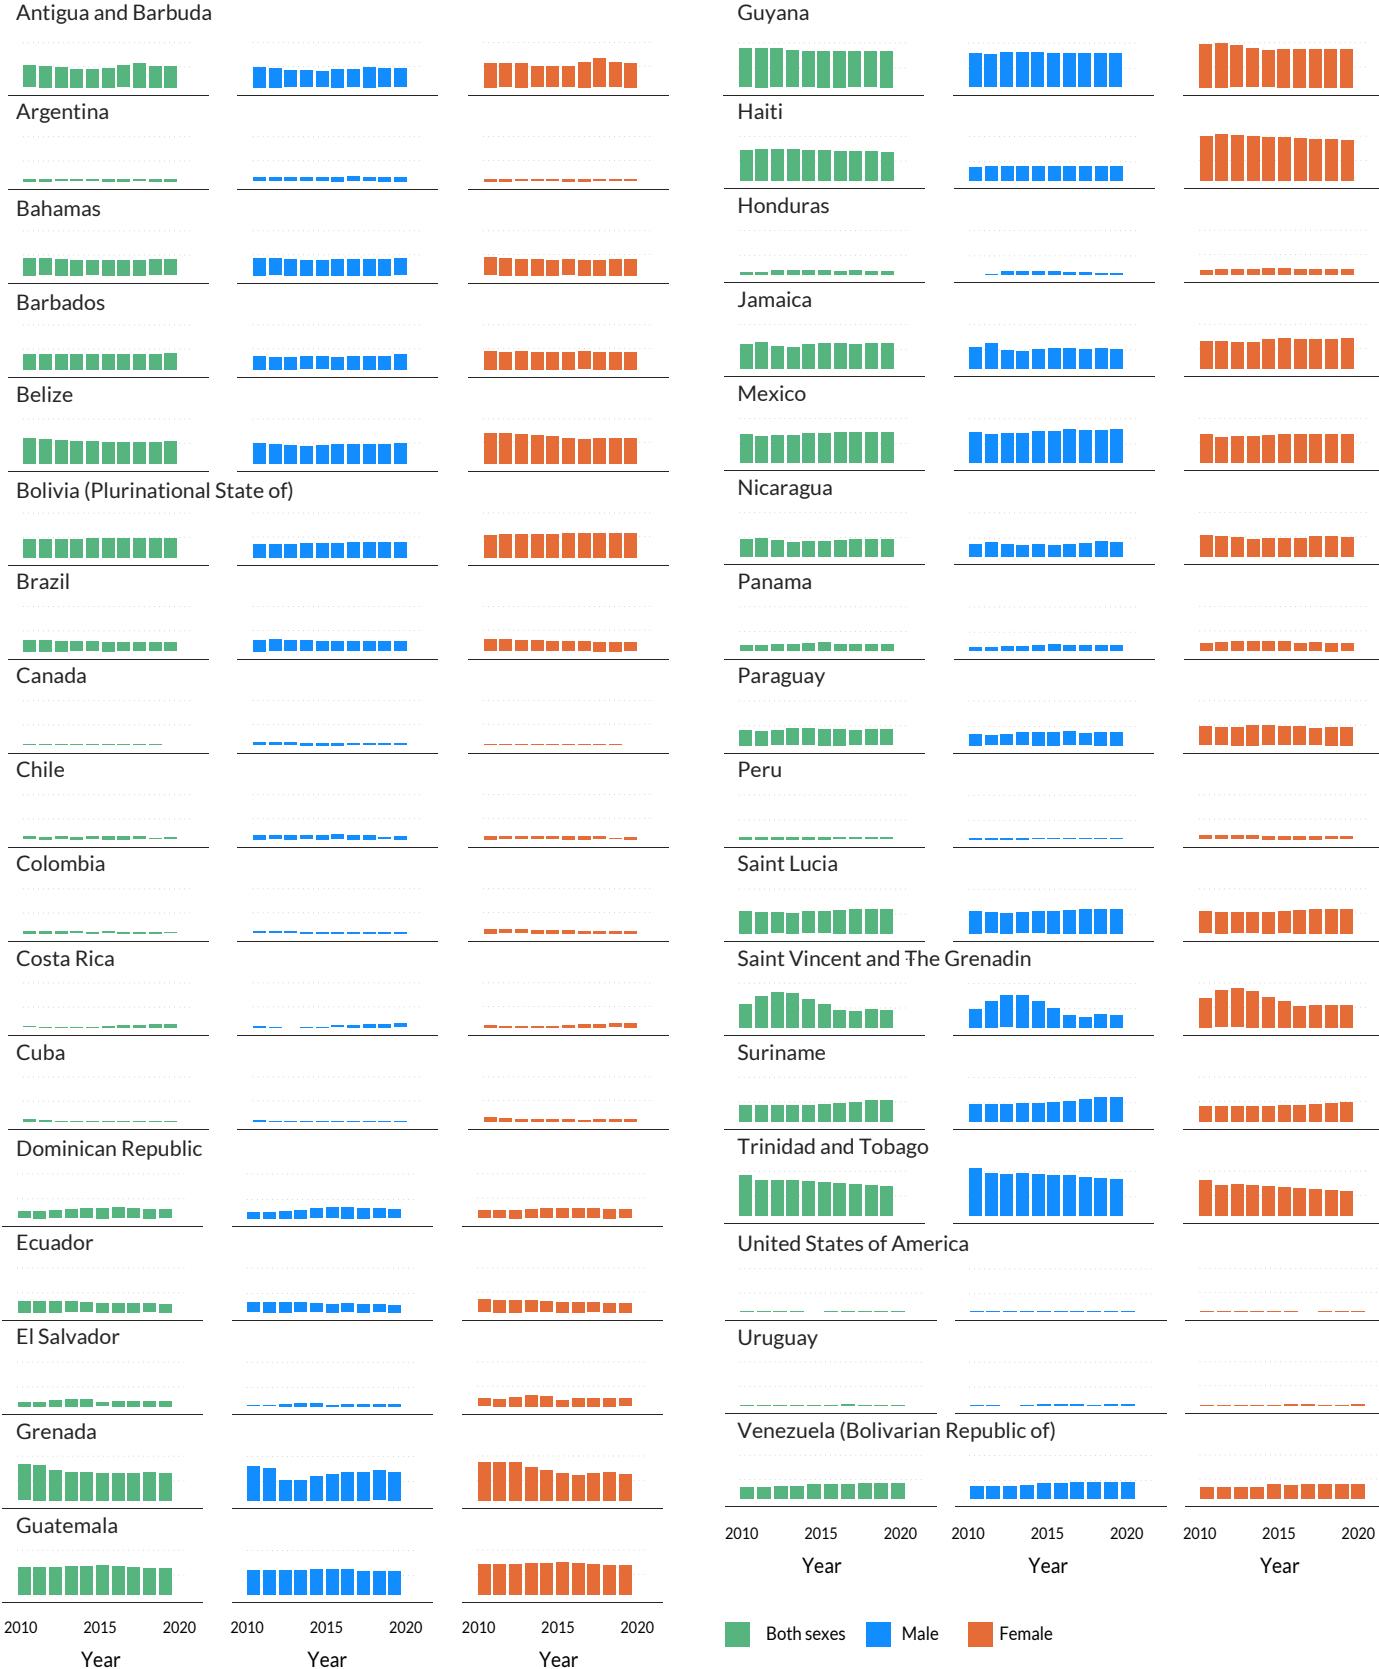 Antigua and Barbuda
Argentina
Bahamas
Barbados
Belize
Bolivia (Plurinational State of)
Brazil
Canada
Chile
Colombia
Costa Rica
Cuba
Dominican Republic
Ecuador
El Salvador
Grenada
Guatemala
2010 2015 2020 2010 2015 2020 2010 2015 2020
Year Year Year
Guyana
Haiti
Honduras
Jamaica
Mexico
Nicaragua
Panama
Paraguay
Peru
Saint Lucia
Saint Vincent and The Grenadin
Suriname
Trinidad and Tobago
United States of America
Uruguay
Venezuela (Bolivarian Republic of)
2010 2015 2020 2010 2015 2020 2010 2015 2020
Year Year Year
Both sexes Male Female